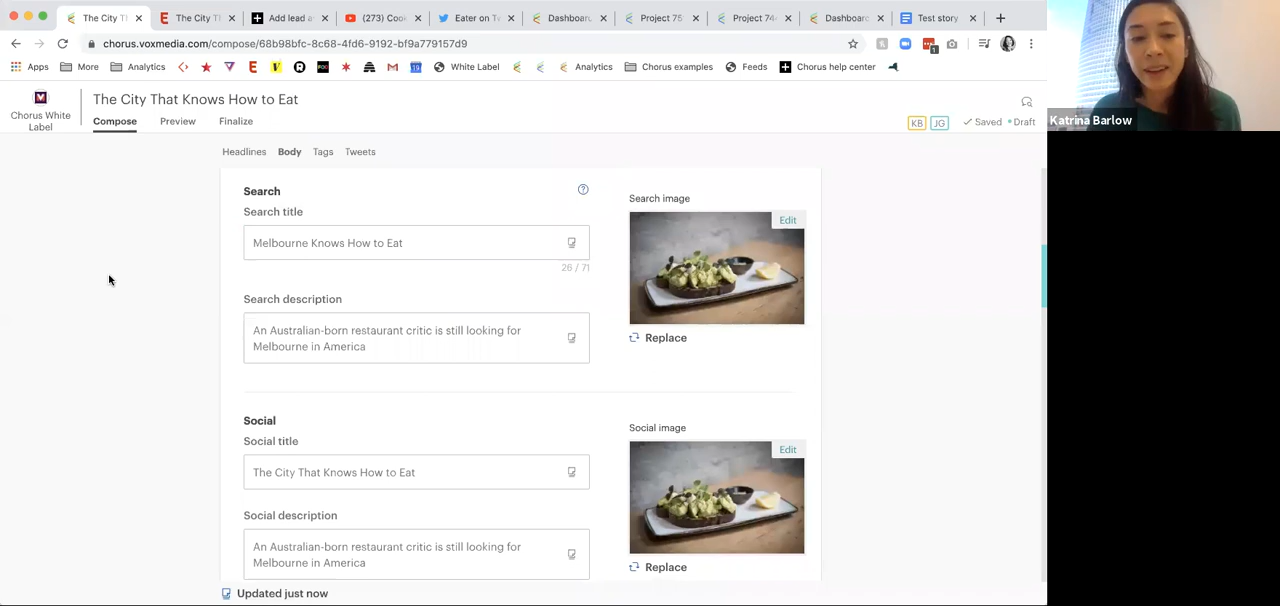 The City T
The City T
Add lead a
(273) Coo
Eater on T
Dashboar
Project 75
Project 74
Dashboar
Test story
chorus.voxmedia.com/compose/68b98bfc-8c68-4fd6-9192-bf9a779157d9
Apps
More
Analytics
White Label
Analytics
Chorus examples
Feeds
Chorus help center
Chorus White
Label
The City That Knows How to Eat
Compose
Preview
Finalize
KB
JG
Saved
Draft
Katrina Barlow
Headlines
Body
Tags
Tweets
Search
Search title
Melbourne Knows How to Eat
26 / 71
Search description
An Australian-born restaurant critic is still looking for
Melbourne in America
Search image
Edit
Replace
Social
Social title
The City That Knows How to Eat
Social description
An Australian-born restaurant critic is still looking for
Melbourne in America
Social image
Edit
Replace
Updated just now